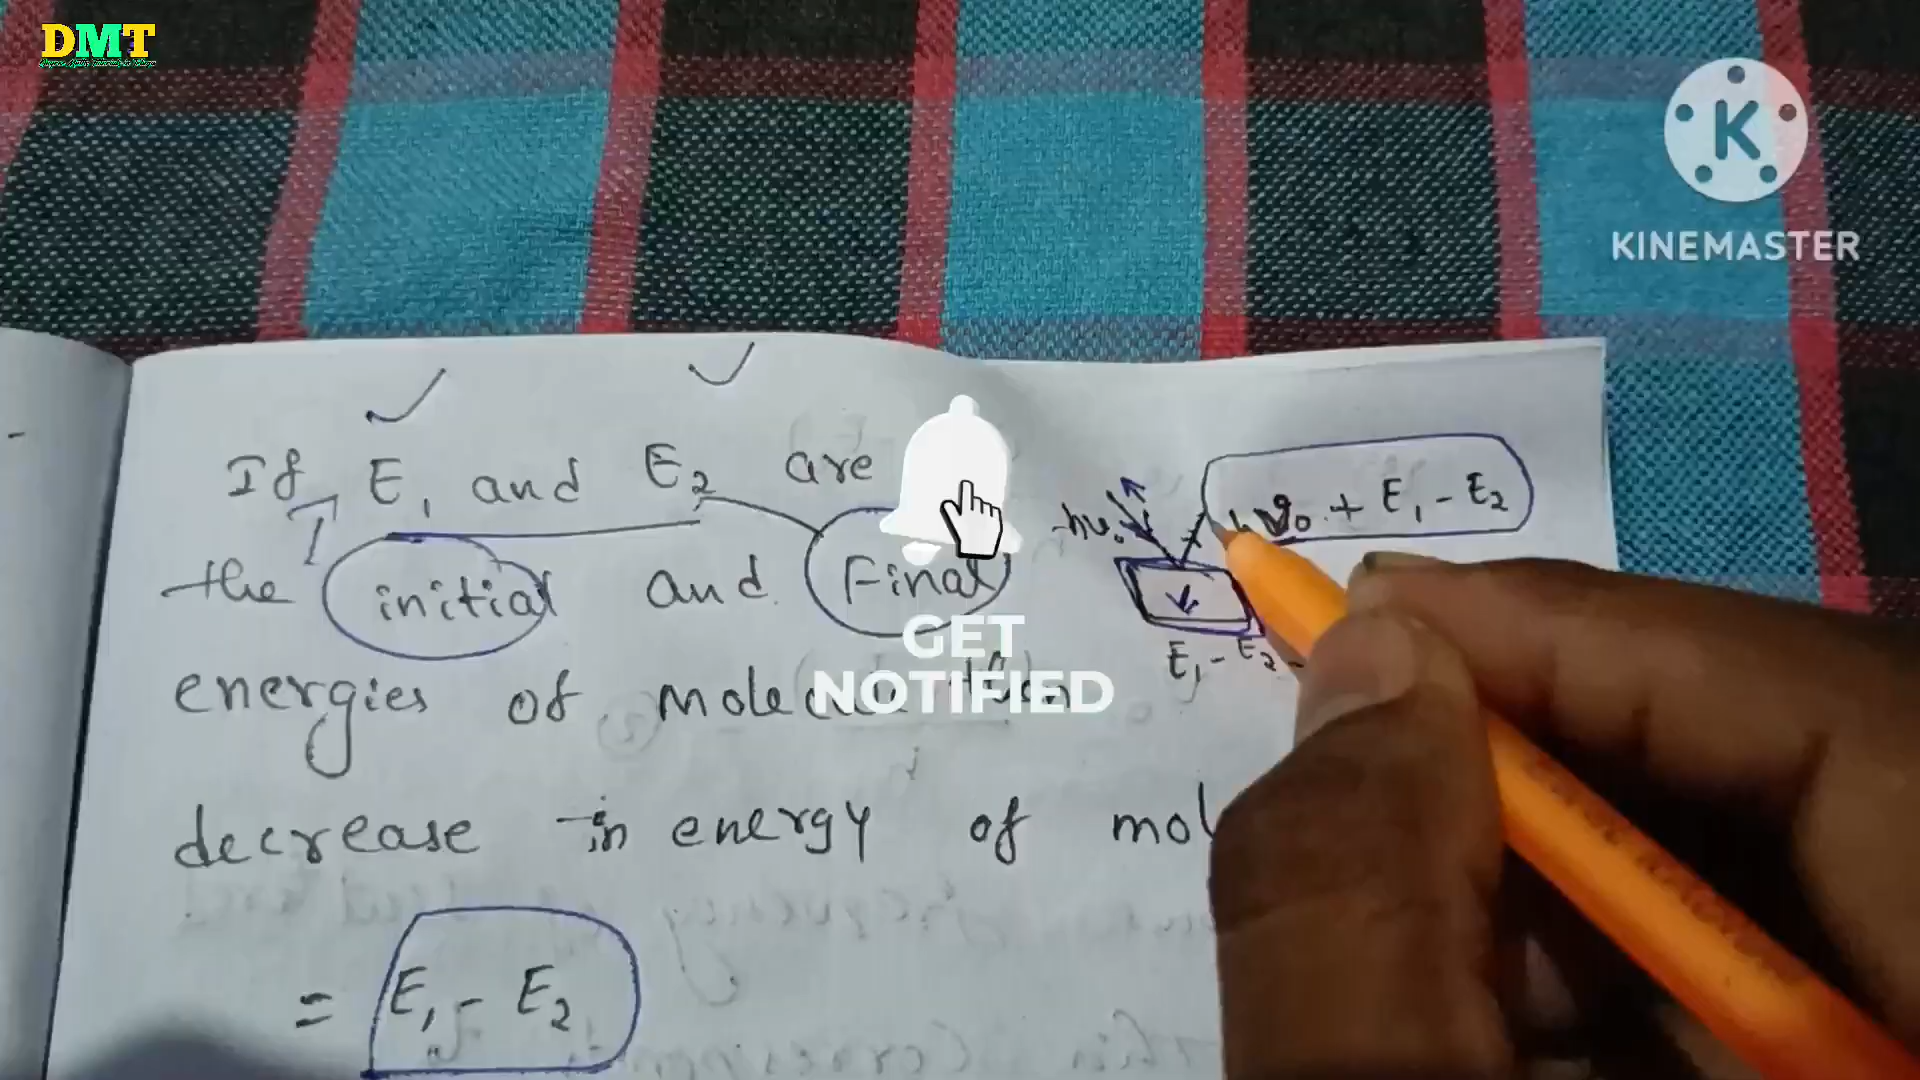 DMT
KINEMASTER
If E1 and E2 are
the initial and Final
energies of
decrease in energy of mol
= E1 - E2
hν0
hν0 + E1 - E2
E1 - E2
GET
NOTIFIED